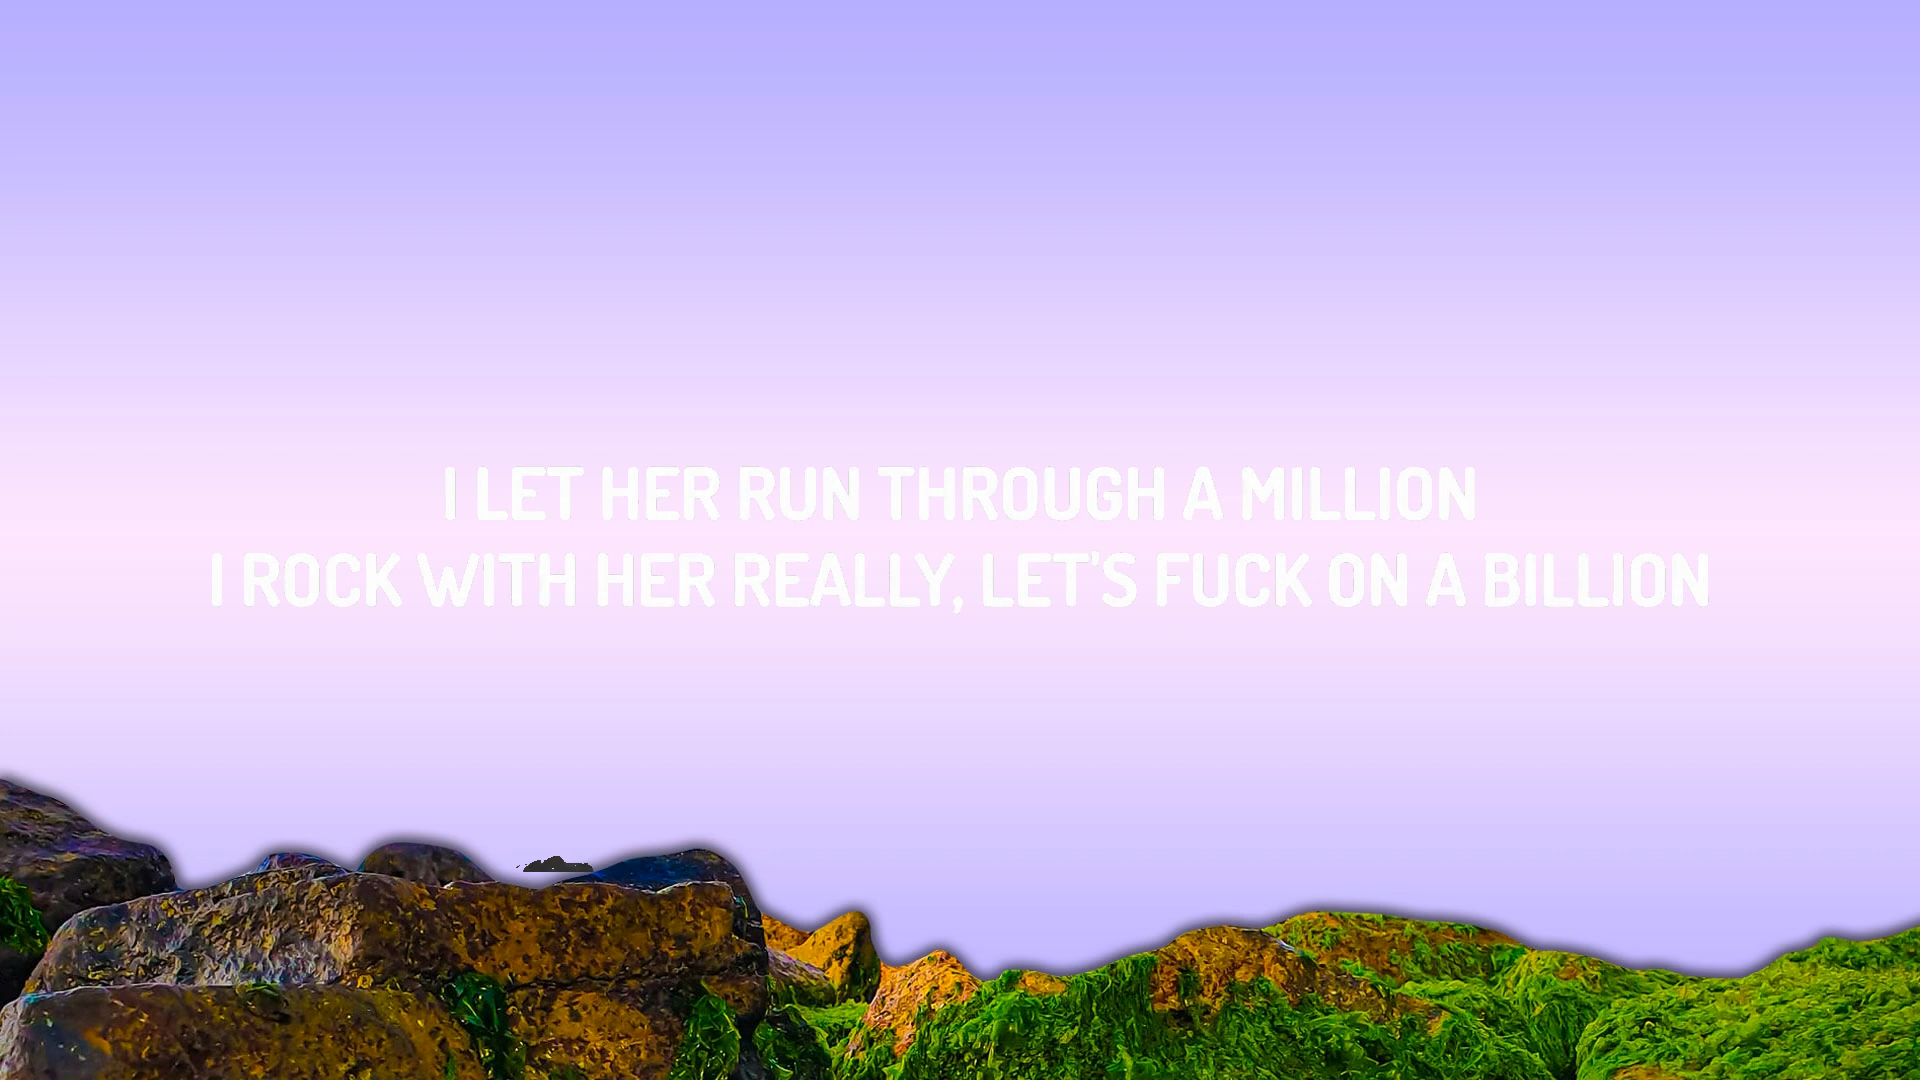 I LET HER RUN THROUGH A MILLION
I ROCK WITH HER REALLY, LET'S FUCK ON A BILLION